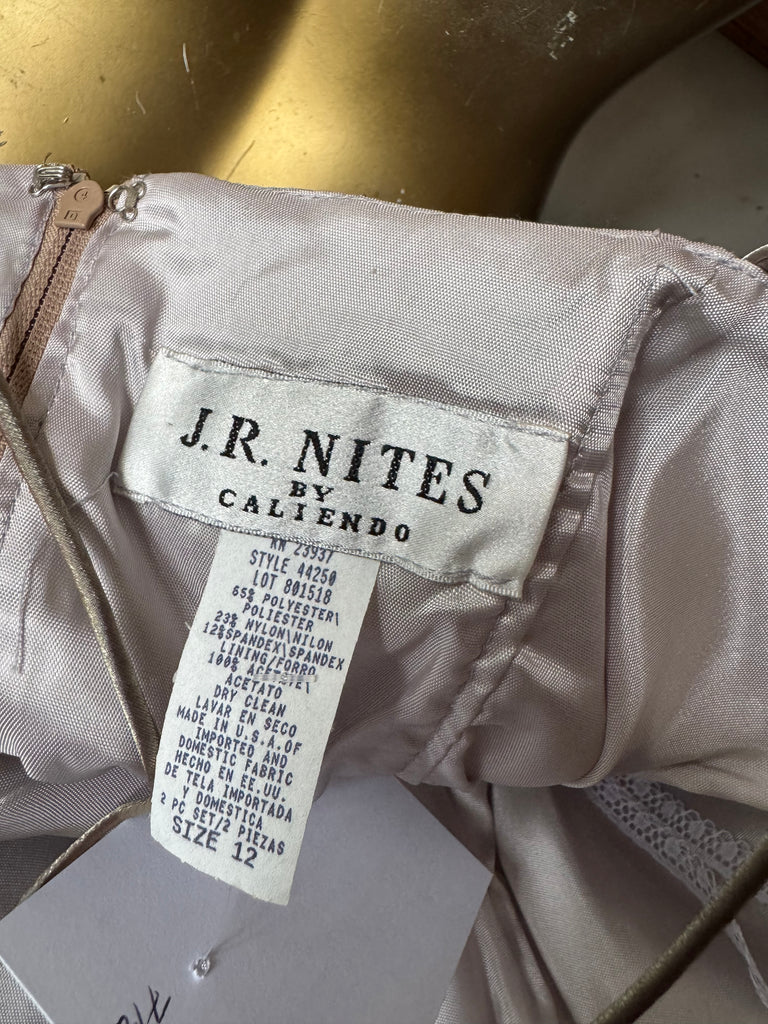 J.R. NITES
BY
CALIENDO
RN 23937
STYLE 44250
LOT 801518
65% POLYESTER\
POLIESTER
23% NYLON\NILON
12%SPANDEX\SPANDEX
LINING/FORRO
100% ACETATE\
ACETATO
DRY CLEAN
LAVAR EN SECO
MADE IN U.S.A.OF
IMPORTED AND
DOMESTIC FABRIC
HECHO EN EE.UU.
DE TELA IMPORTADA
Y DOMESTICA
2 PC SET/2 PIEZAS
SIZE 12